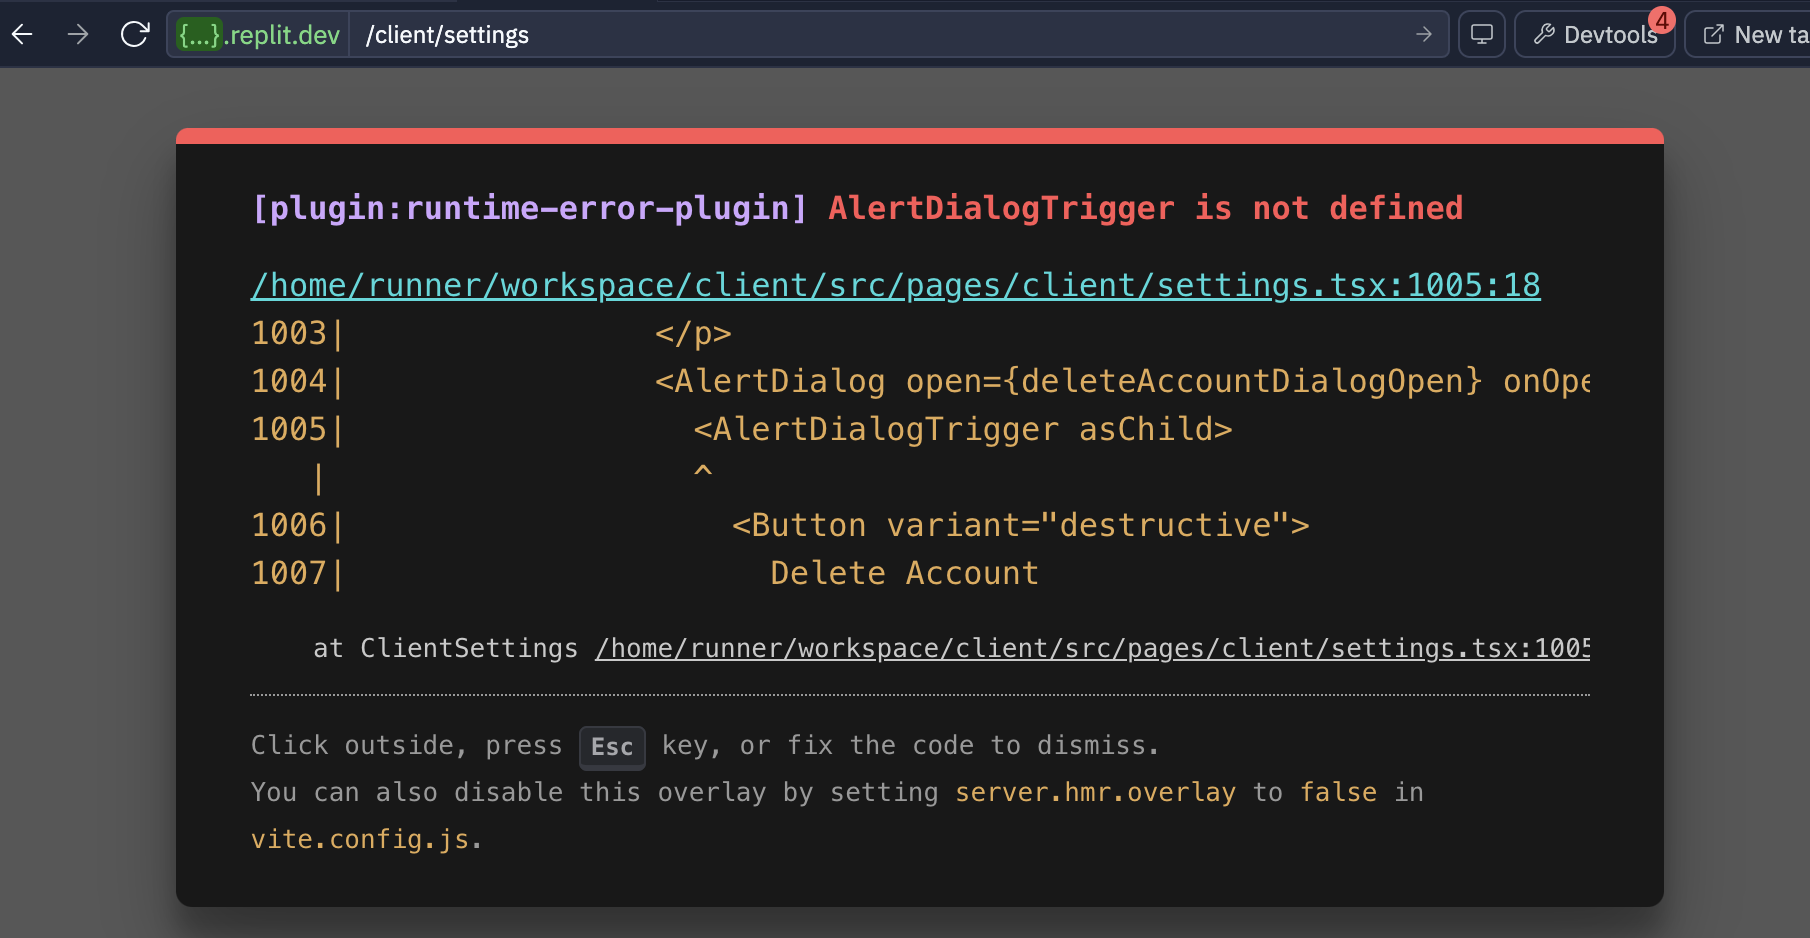 {...}.replit.dev /client/settings Devtools 4 New ta
[plugin:runtime-error-plugin] AlertDialogTrigger is not defined
/home/runner/workspace/client/src/pages/client/settings.tsx:1005:18
1003|                </p>
1004|                <AlertDialog open={deleteAccountDialogOpen} onOpe
1005|                  <AlertDialogTrigger asChild>
    |                  ^
1006|                    <Button variant="destructive">
1007|                      Delete Account
at ClientSettings /home/runner/workspace/client/src/pages/client/settings.tsx:1005
Click outside, press Esc key, or fix the code to dismiss.
You can also disable this overlay by setting server.hmr.overlay to false in
vite.config.js.